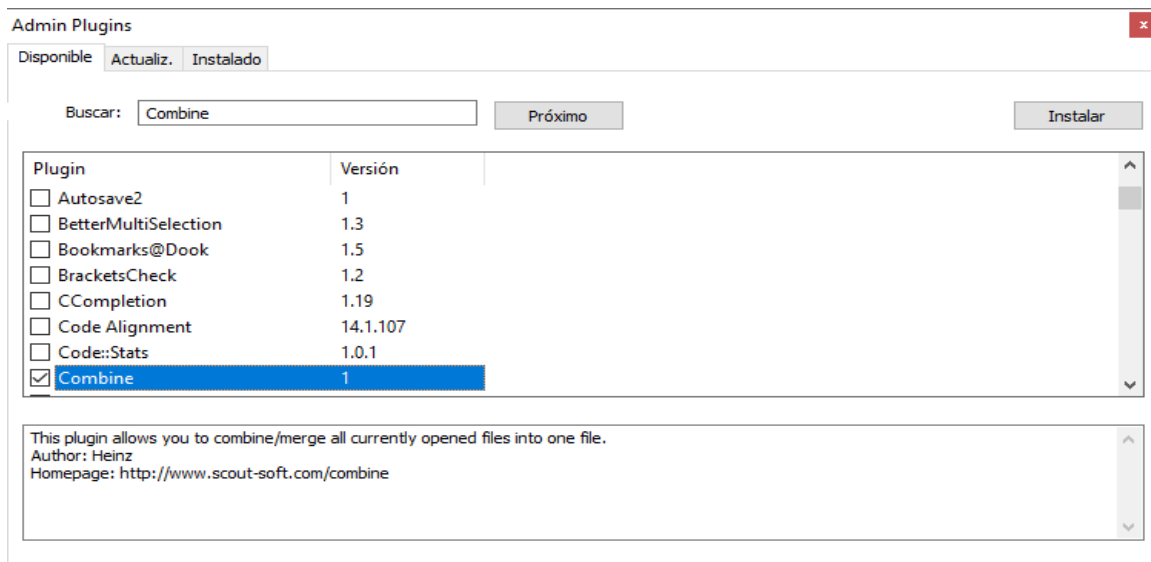 Admin Plugins
x
Disponible Actualiz. Instalado
Buscar: Combine Próximo Instalar
Plugin Versión
Autosave2 1
BetterMultiSelection 1.3
Bookmarks@Dook 1.5
BracketsCheck 1.2
CCompletion 1.19
Code Alignment 14.1.107
Code::Stats 1.0.1
Combine 1
This plugin allows you to combine/merge all currently opened files into one file.
Author: Heinz
Homepage: http://www.scout-soft.com/combine